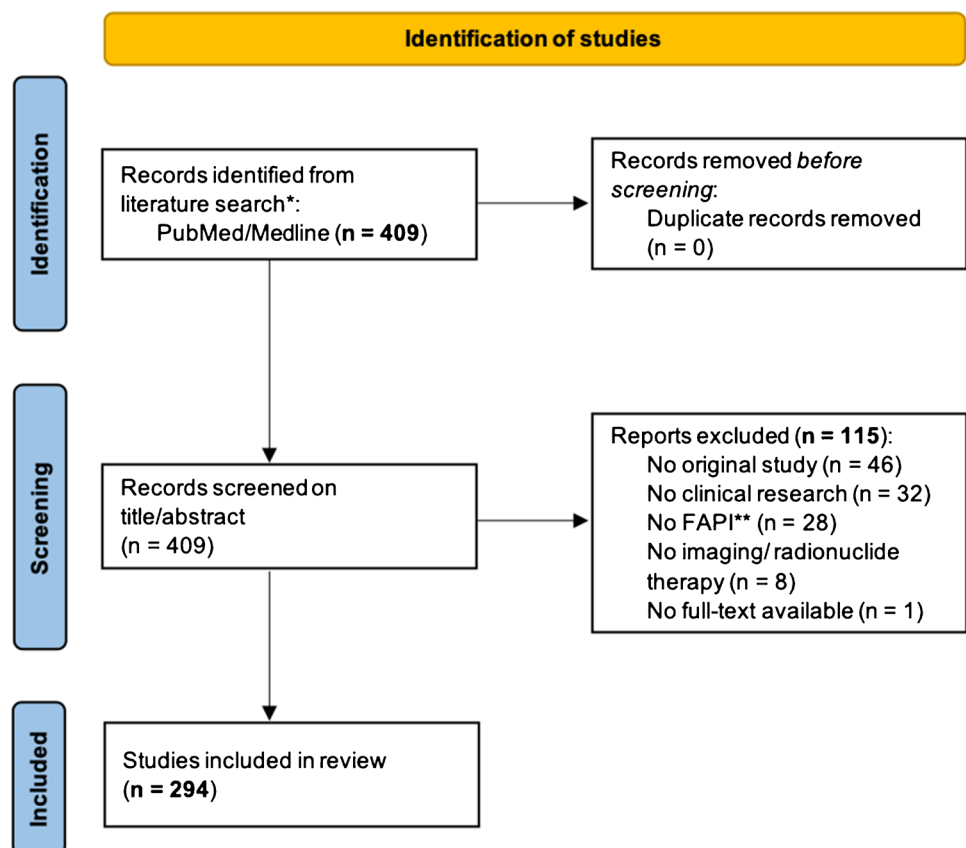 Identification of studies
Identification
Records identified from
literature search*:
PubMed/Medline (n = 409)
Records removed before
screening:
Duplicate records removed
(n = 0)
Screening
Records screened on
title/abstract
(n = 409)
Reports excluded (n = 115):
No original study (n = 46)
No clinical research (n = 32)
No FAPI** (n = 28)
No imaging/ radionuclide
therapy (n = 8)
No full-text available (n = 1)
Included
Studies included in review
(n = 294)